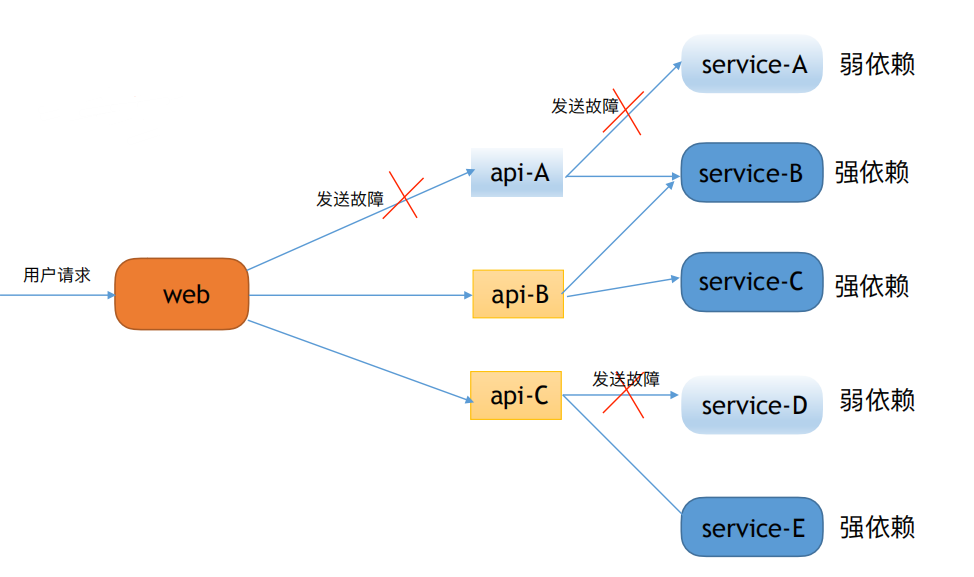 service-A
弱依赖
发送故障
api-A
service-B
强依赖
发送故障
用户请求
web
api-B
service-C
强依赖
发送故障
api-C
service-D
弱依赖
service-E
强依赖